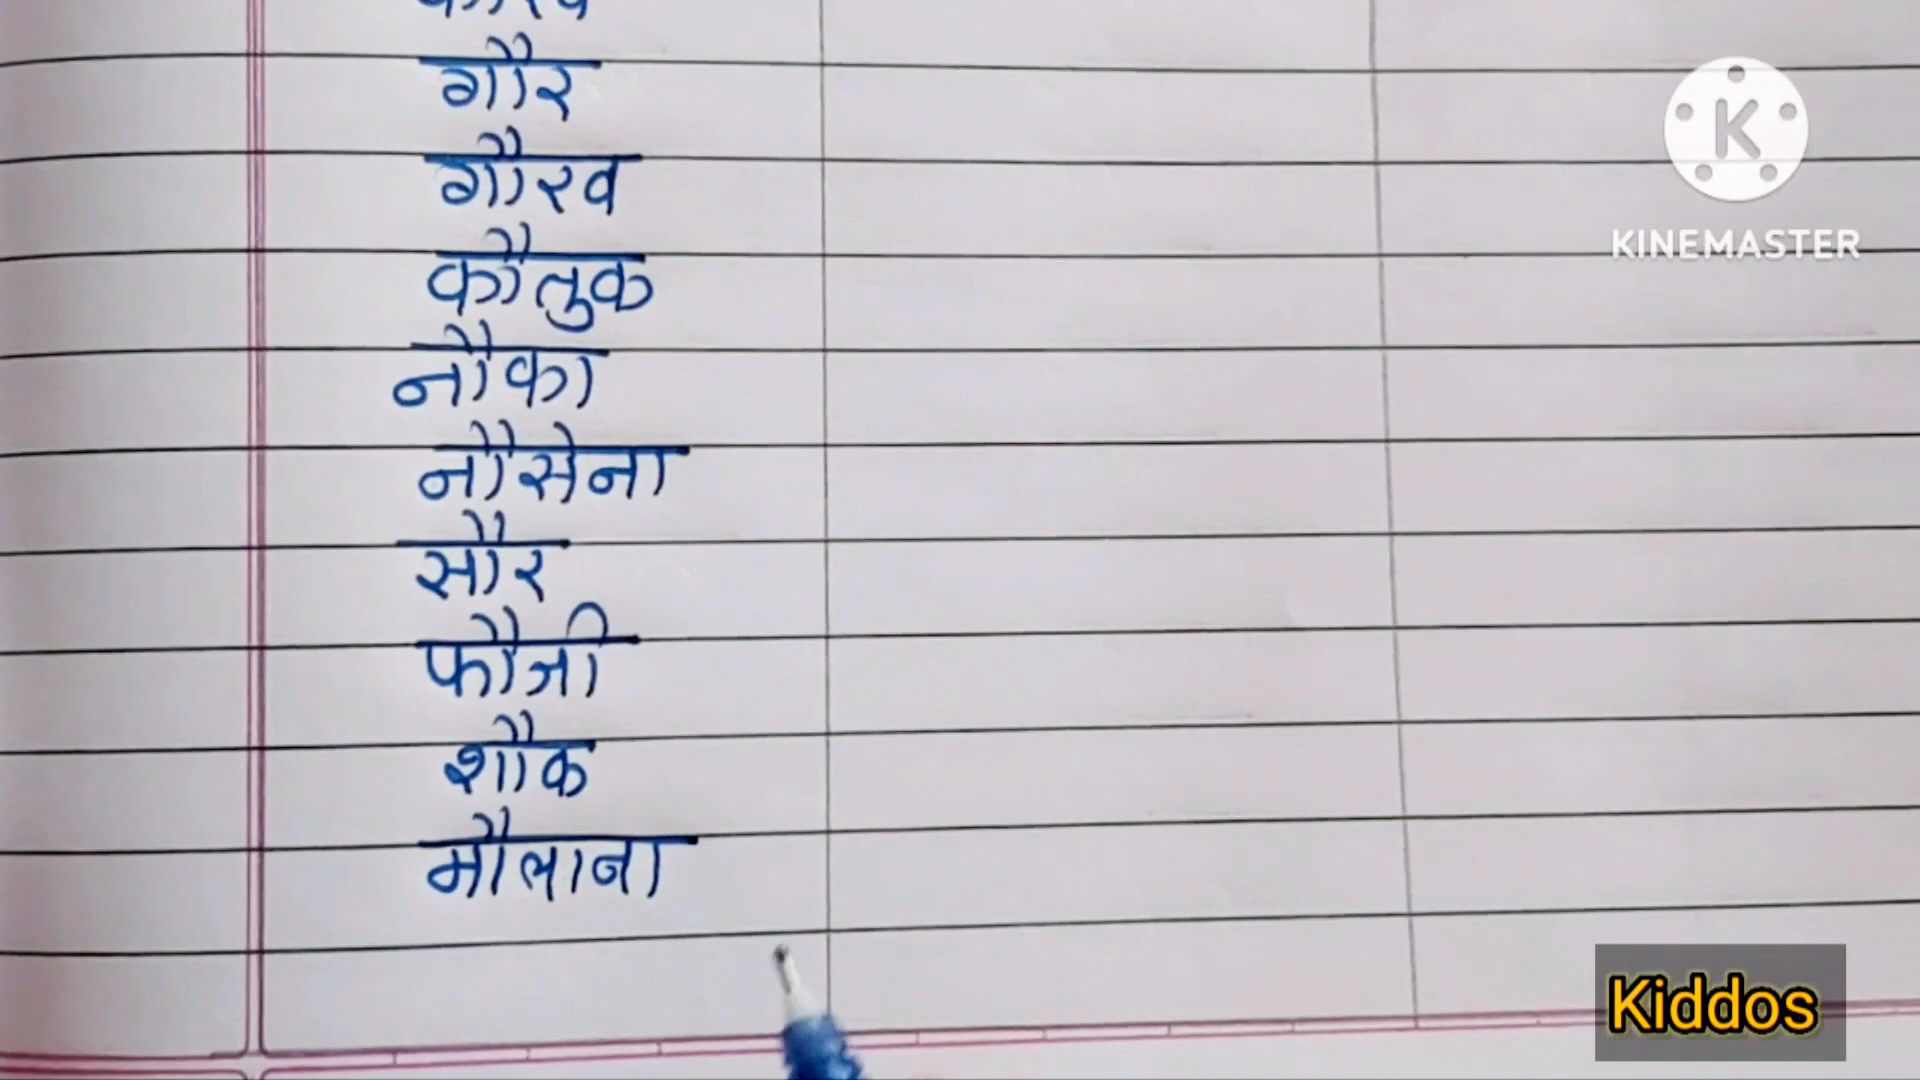 गौर
गौरव
कौतुक
नौका
नौसेना
सौर
फौजी
शौक
मौलाना
KINEMASTER
Kiddos